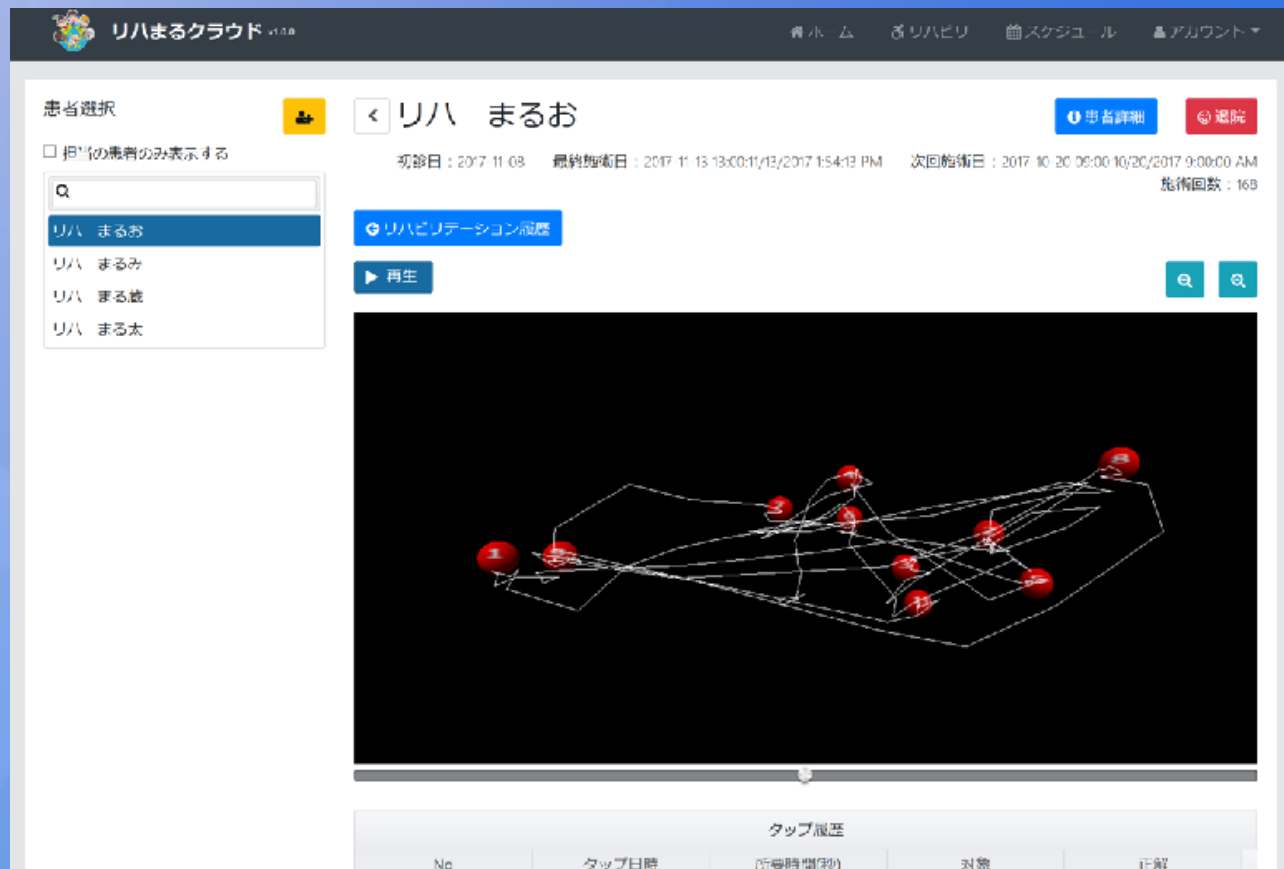 リハまるクラウド v1.0.0
ホーム リハビリ スケジュール アカウント
患者選択
担当の患者のみ表示する
リハ まるお
リハ まるみ
リハ まる蔵
リハ まる太
リハ まるお
患者詳細 退院
初診日：2017-11-08 最終施術日：2017-11-13 13:00:11/13/2017 1:54:13 PM 次回施術日：2017-10-20 09:00:10/20/2017 9:00:00 AM
施術回数：168
リハビリテーション履歴
再生
8
1
タップ履歴
No タップ日時 所要時間(秒) 対象 正解